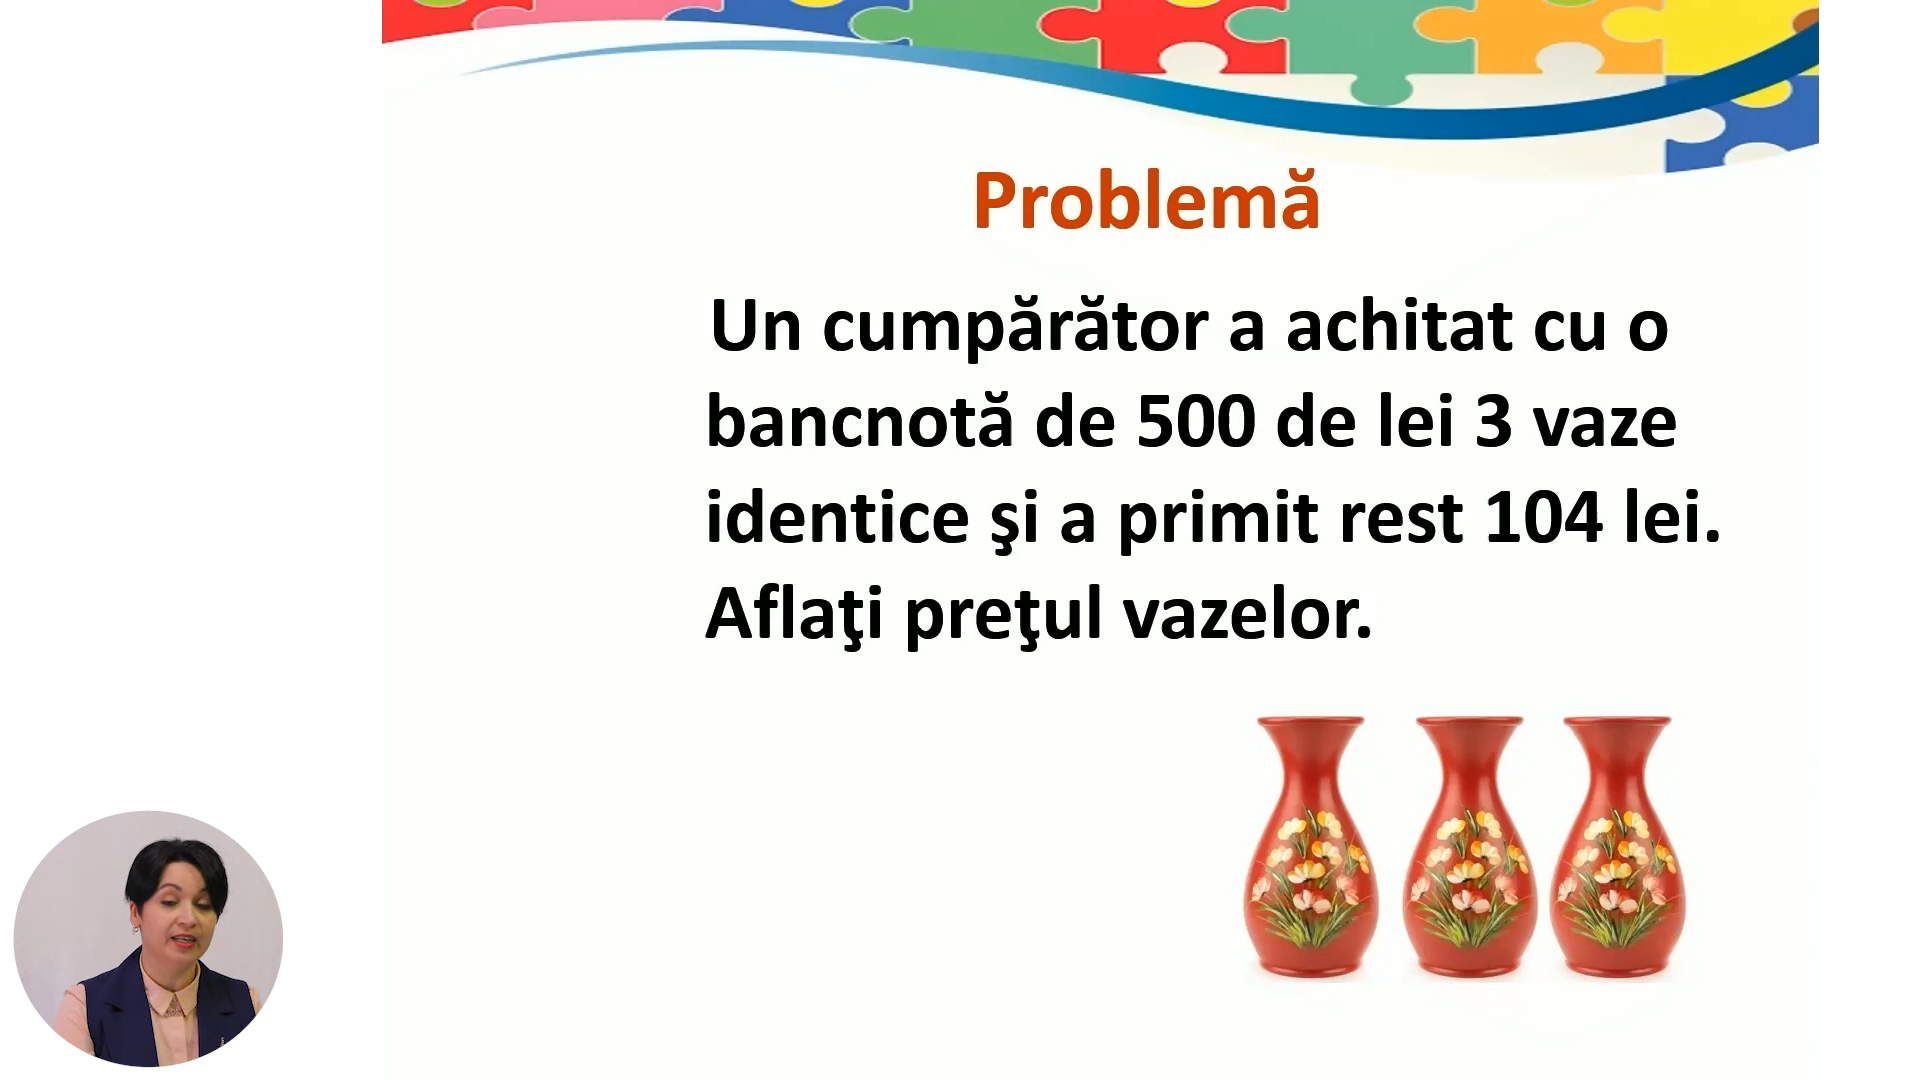 Problemă
Un cumpărător a achitat cu o
bancnotă de 500 de lei 3 vaze
identice şi a primit rest 104 lei.
Aflaţi preţul vazelor.